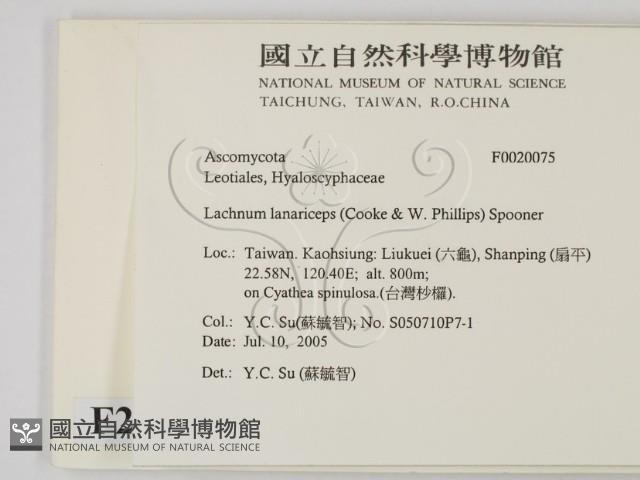 國立自然科學博物館
NATIONAL MUSEUM OF NATURAL SCIENCE
TAICHUNG, TAIWAN, R.O.CHINA
Ascomycota F0020075
Leotiales, Hyaloscyphaceae
Lachnum lanariceps (Cooke & W. Phillips) Spooner
Loc.: Taiwan. Kaohsiung: Liukuei (六龜), Shanping (扇平)
22.58N, 120.40E; alt. 800m;
on Cyathea spinulosa.(台灣桫欏).
Col.: Y.C. Su(蘇毓智); No. S050710P7-1
Date: Jul. 10, 2005
Det.: Y.C. Su (蘇毓智)
F2
國立自然科學博物館
NATIONAL MUSEUM OF NATURAL SCIENCE